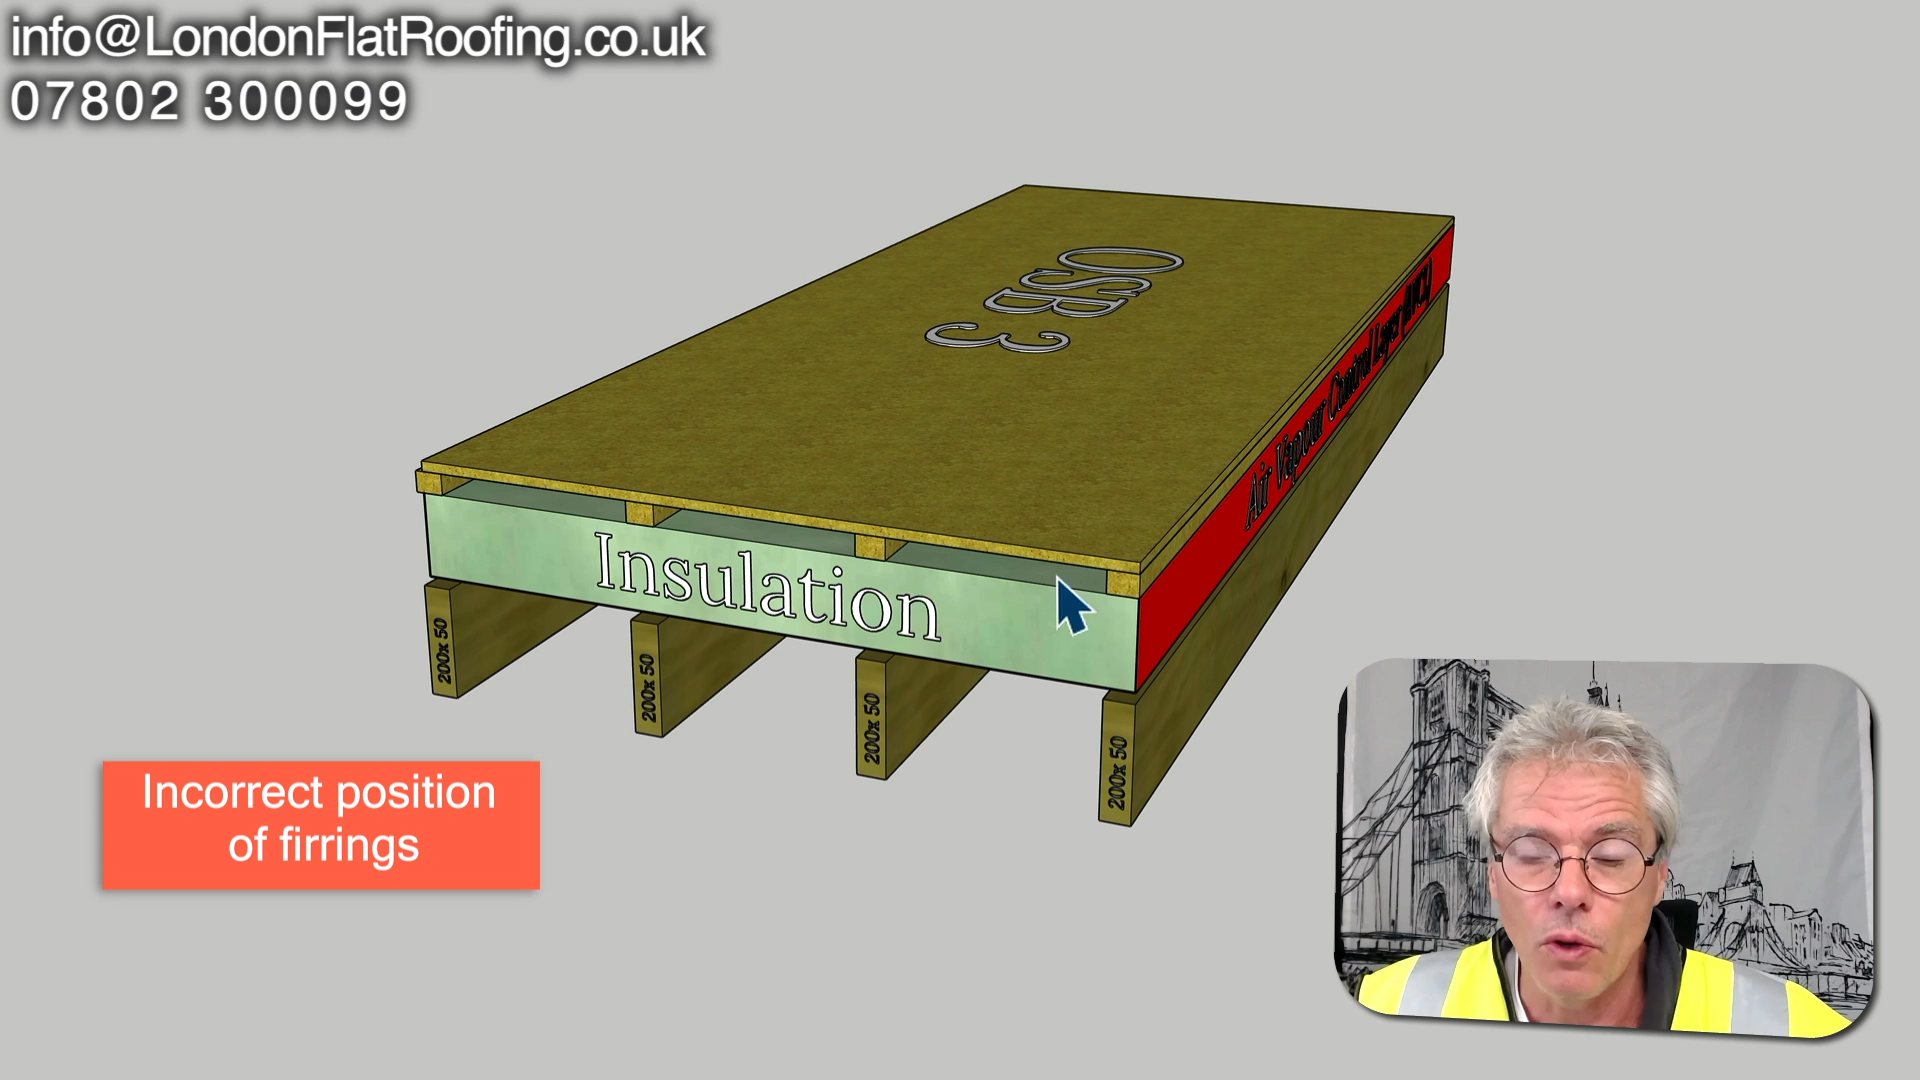 info@LondonFlatRoofing.co.uk
07802 300099
OSB 3
Air Vapour Control Layer AVCL
Insulation
200x 50
200x 50
200x 50
200x 50
Incorrect position
of firrings